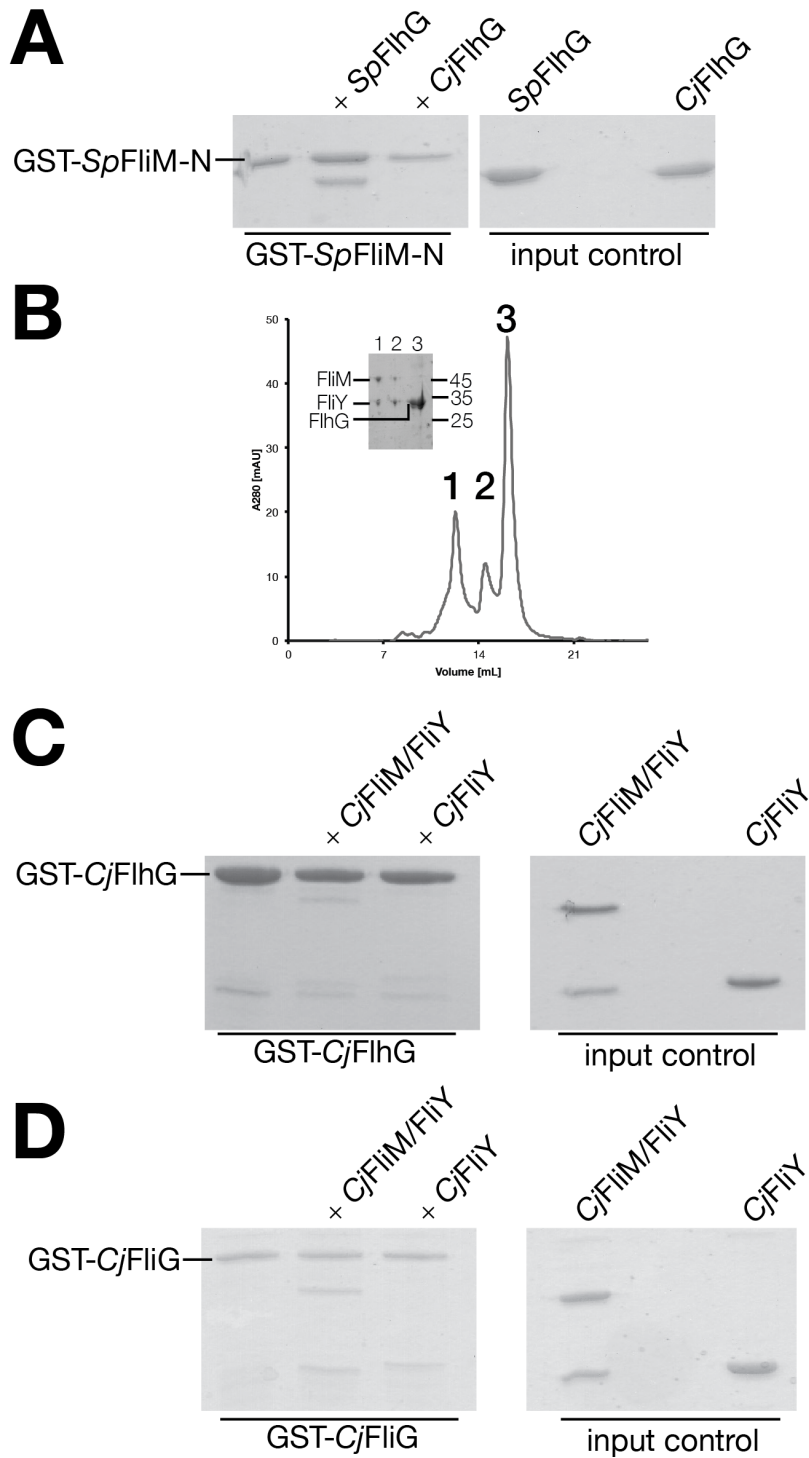 A
× SpFlhG
× CjFlhG
SpFlhG
CjFlhG
GST-SpFliM-N
GST-SpFliM-N
input control
B
50
40
30
20
10
0
A280 [mAU]
0
7
14
21
Volume [mL]
1 2 3
FliM
FliY
FlhG
45
35
25
1
2
3
C
× CjFliM/FliY
× CjFliY
CjFliM/FliY
CjFliY
GST-CjFlhG
GST-CjFlhG
input control
D
× CjFliM/FliY
× CjFliY
CjFliM/FliY
CjFliY
GST-CjFliG
GST-CjFliG
input control